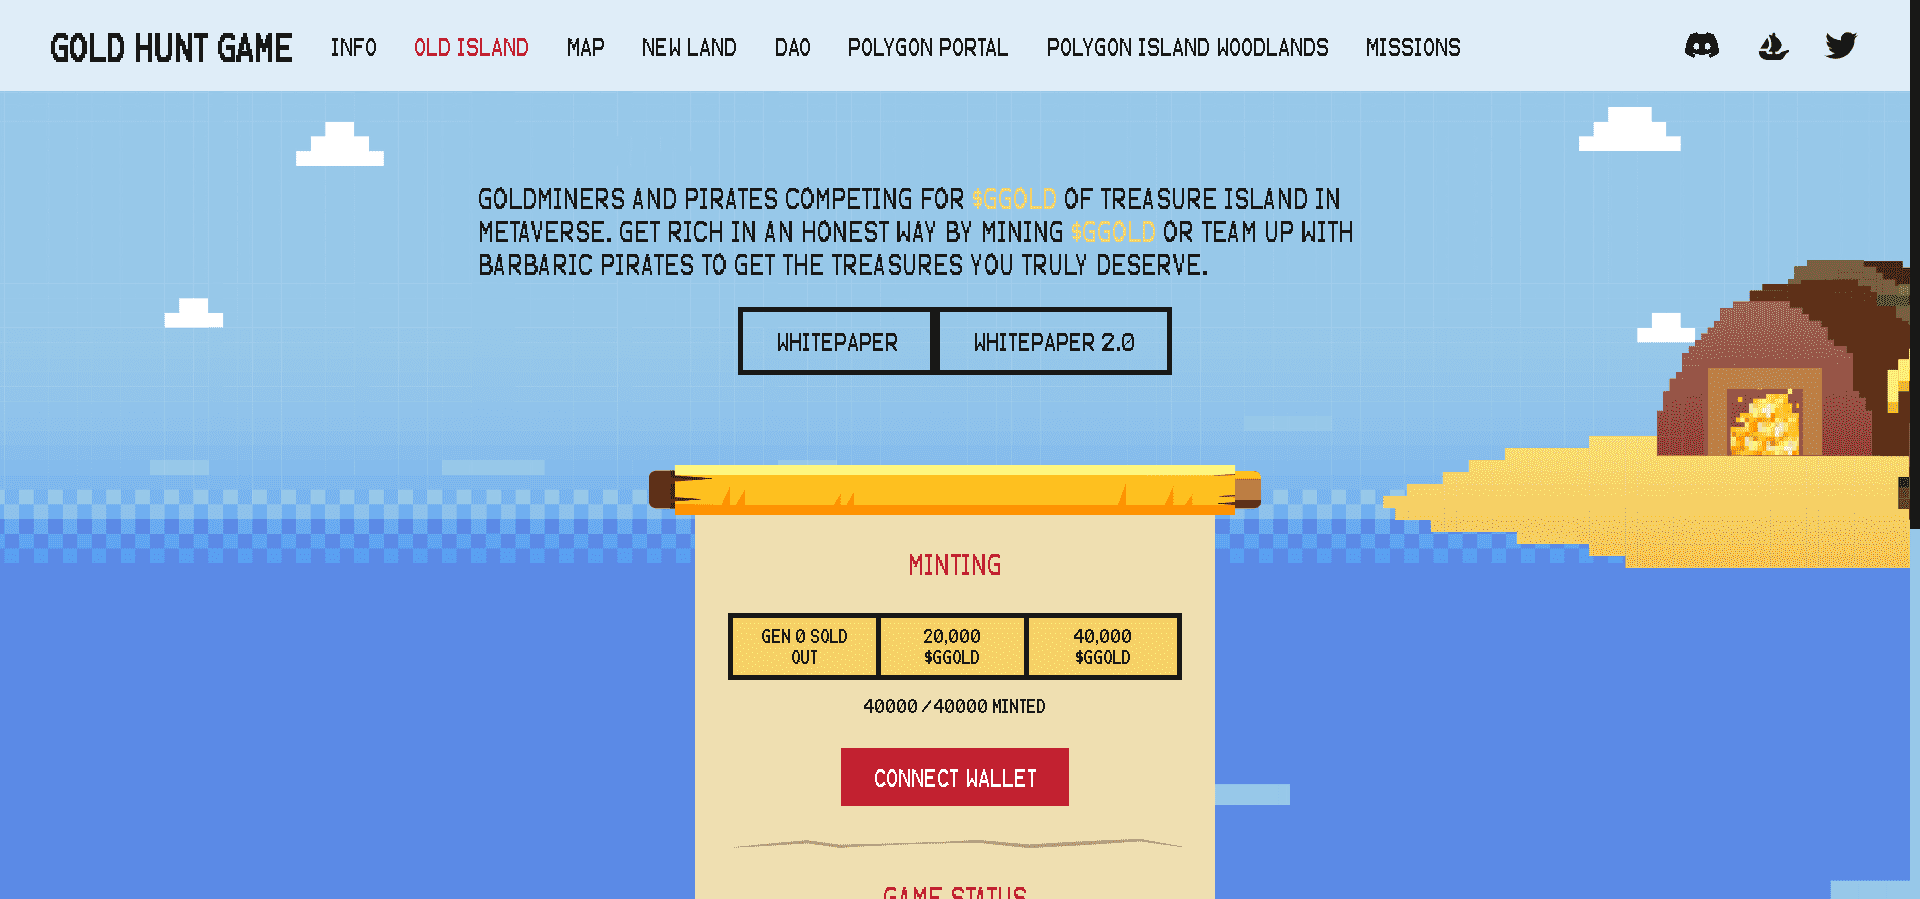 GOLD HUNT GAME INFO OLD ISLAND MAP NEW LAND DAO POLYGON PORTAL POLYGON ISLAND WOODLANDS MISSIONS
GOLDMINERS AND PIRATES COMPETING FOR $GGOLD OF TREASURE ISLAND IN
METAVERSE. GET RICH IN AN HONEST WAY BY MINING $GGOLD OR TEAM UP WITH
BARBARIC PIRATES TO GET THE TREASURES YOU TRULY DESERVE.
WHITEPAPER WHITEPAPER 2.0
MINTING
GEN 0 SOLD
OUT
20,000
$GGOLD
40,000
$GGOLD
40000 / 40000 MINTED
CONNECT WALLET
GAME STATUS